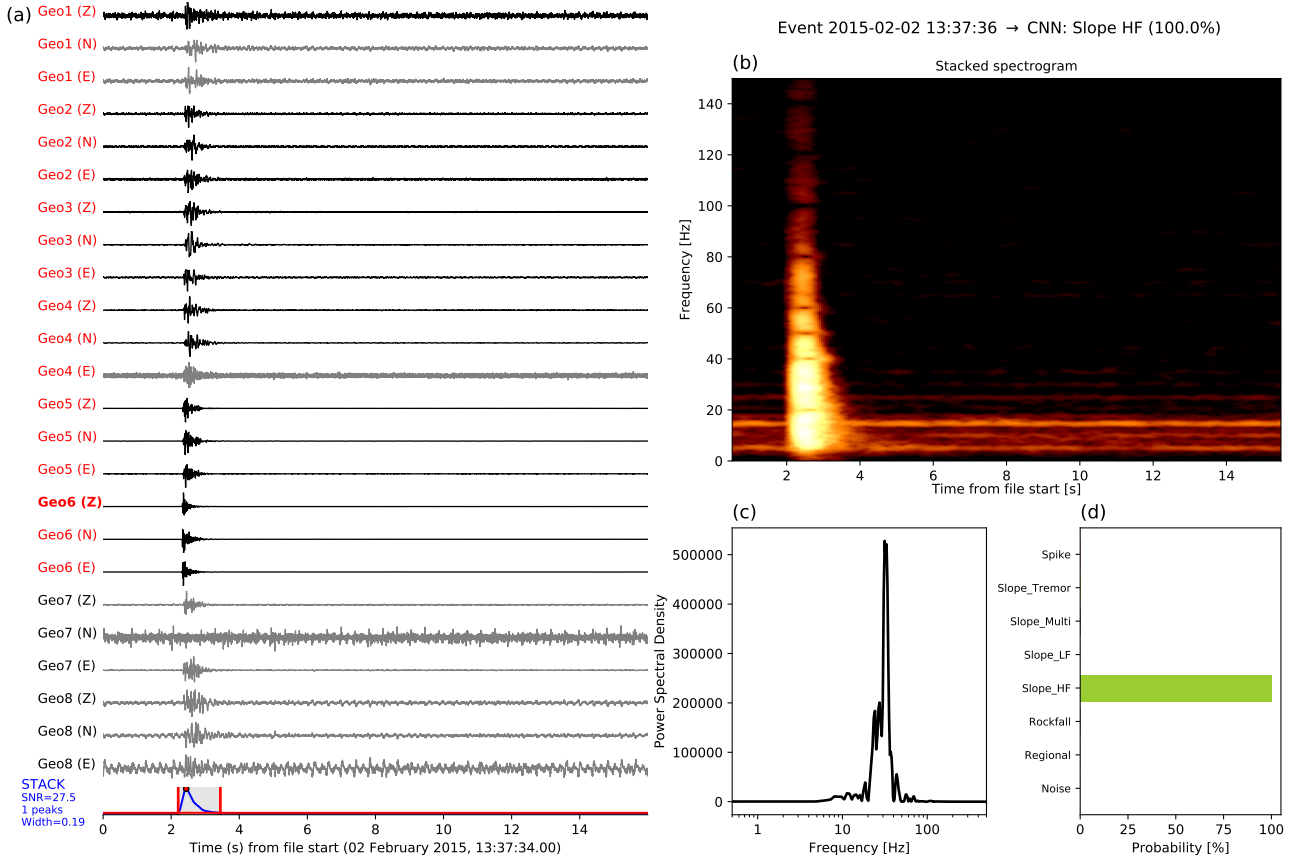 (a)
Geo1 (Z)
Geo1 (N)
Geo1 (E)
Geo2 (Z)
Geo2 (N)
Geo2 (E)
Geo3 (Z)
Geo3 (N)
Geo3 (E)
Geo4 (Z)
Geo4 (N)
Geo4 (E)
Geo5 (Z)
Geo5 (N)
Geo5 (E)
Geo6 (Z)
Geo6 (N)
Geo6 (E)
Geo7 (Z)
Geo7 (N)
Geo7 (E)
Geo8 (Z)
Geo8 (N)
Geo8 (E)
STACK
SNR=27.5
1 peaks
Width=0.19
0 2 4 6 8 10 12 14
Time (s) from file start (02 February 2015, 13:37:34.00)
Event 2015-02-02 13:37:36 → CNN: Slope HF (100.0%)
(b)
Stacked spectrogram
Frequency [Hz]
140
120
100
80
60
40
20
0
2 4 6 8 10 12 14
Time from file start [s]
(c)
Power Spectral Density
500000
400000
300000
200000
100000
0
1 10 100
Frequency [Hz]
(d)
Spike
Slope_Tremor
Slope_Multi
Slope_LF
Slope_HF
Rockfall
Regional
Noise
0 25 50 75 100
Probability [%]